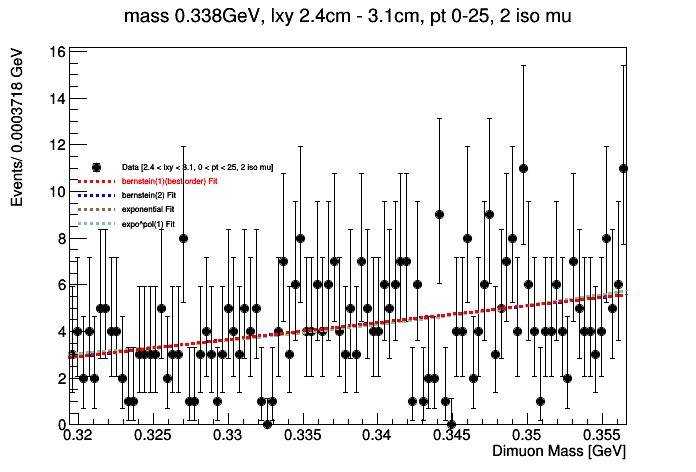 mass 0.338GeV, lxy 2.4cm - 3.1cm, pt 0-25, 2 iso mu
Events/ 0.0003718 GeV
16
14
12
10
8
6
4
2
0
Data [2.4 < lxy < 3.1, 0 < pt < 25, 2 iso mu]
bernstein(1)(best order) Fit
bernstein(2) Fit
exponential Fit
expo*pol(1) Fit
0.32 0.325 0.33 0.335 0.34 0.345 0.35 0.355
Dimuon Mass [GeV]